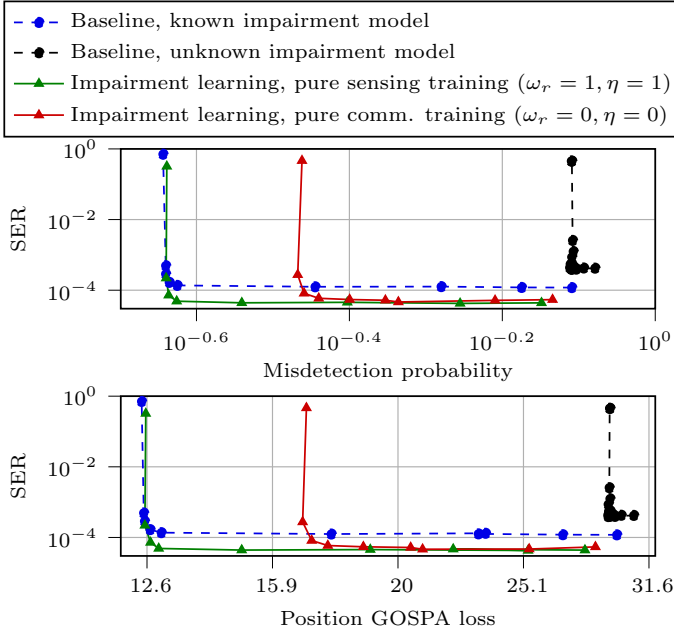 Baseline, known impairment model
Baseline, unknown impairment model
Impairment learning, pure sensing training (ω_r = 1, η = 1)
Impairment learning, pure comm. training (ω_r = 0, η = 0)
10^0
10^−2
10^−4
SER
10^−0.6
10^−0.4
10^−0.2
10^0
Misdetection probability
10^0
10^−2
10^−4
SER
12.6
15.9
20
25.1
31.6
Position GOSPA loss